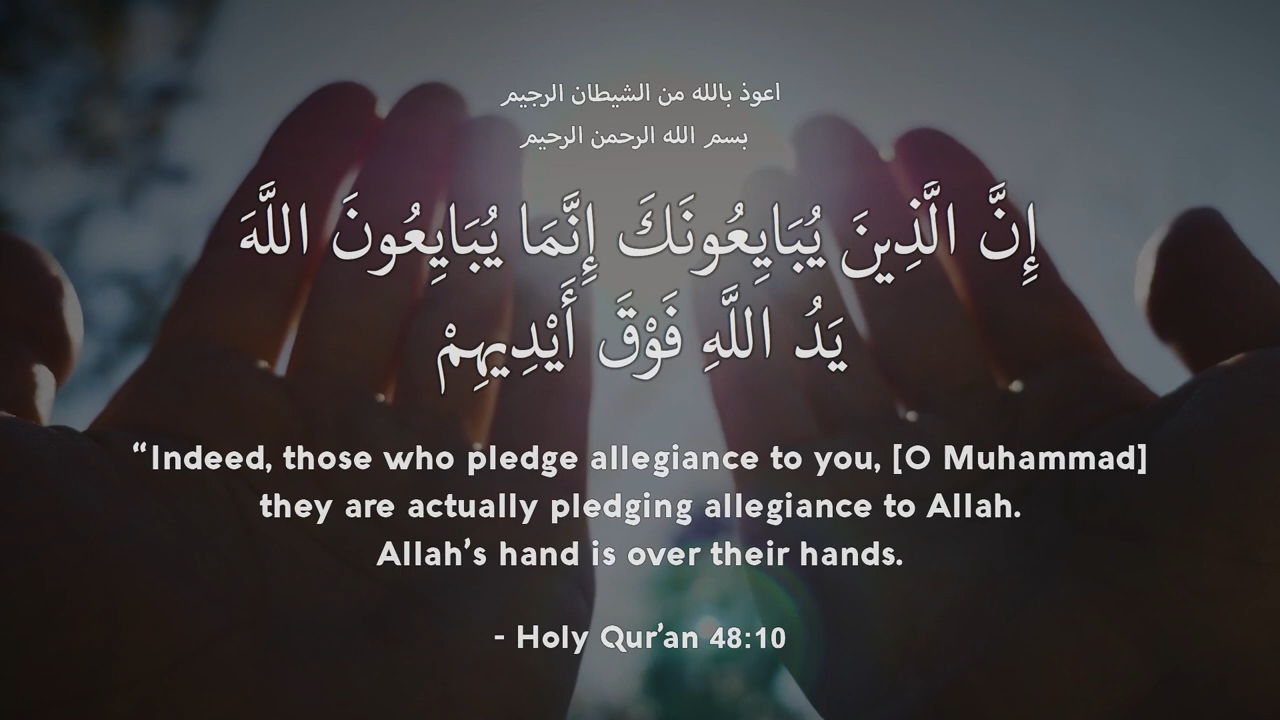 اعوذ بالله من الشيطان الرجيم
بسم الله الرحمن الرحيم
إِنَّ الَّذِينَ يُبَايِعُونَكَ إِنَّمَا يُبَايِعُونَ اللَّهَ
يَدُ اللَّهِ فَوْقَ أَيْدِيهِمْ
“Indeed, those who pledge allegiance to you, [O Muhammad]
they are actually pledging allegiance to Allah.
Allah’s hand is over their hands.
- Holy Qur’an 48:10